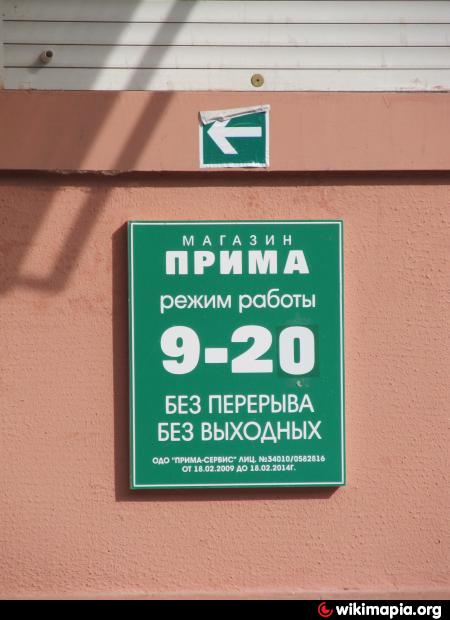 МАГАЗИН
ПРИМА
режим работы
9-20
БЕЗ ПЕРЕРЫВА
БЕЗ ВЫХОДНЫХ
ОДО "ПРИМА-СЕРВИС" ЛИЦ. №34010/0582816
ОТ 18.02.2009 ДО 18.02.2014Г.
wikimapia.org